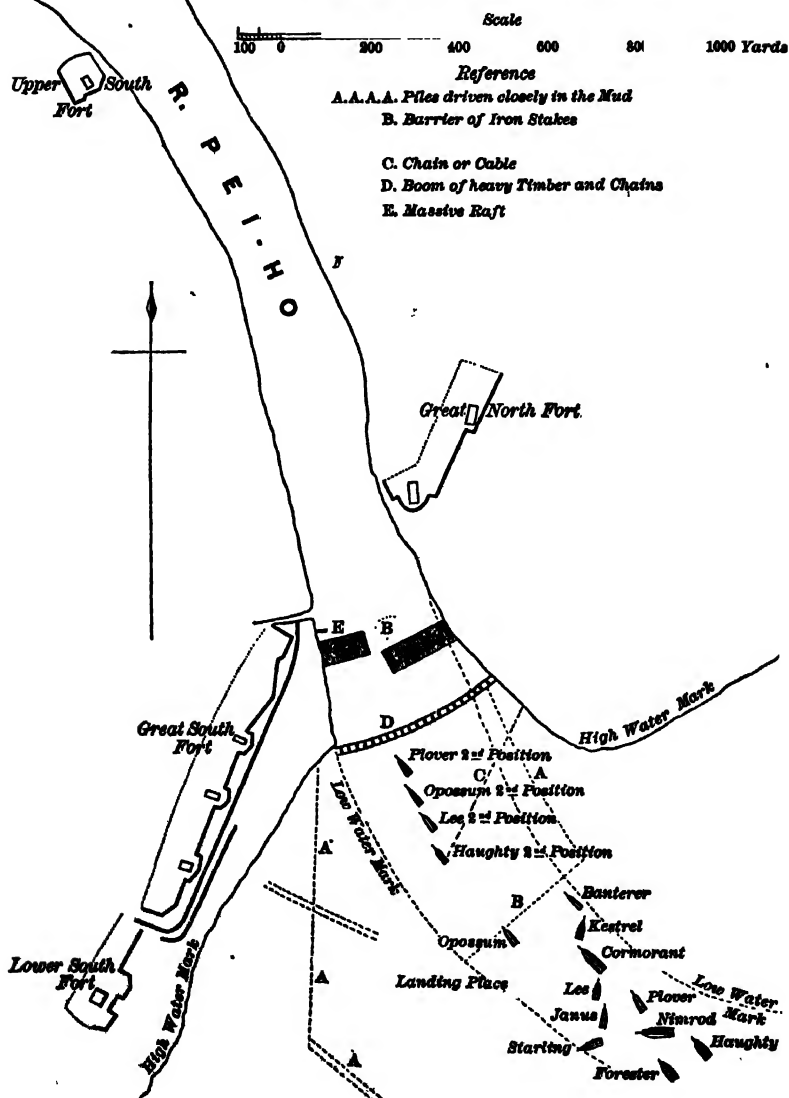 Scale
100 0 200 400 600 800 1000 Yards
Reference
A.A.A.A. Piles driven closely in the Mud
B. Barrier of Iron Stakes
C. Chain or Cable
D. Boom of heavy Timber and Chains
E. Massive Raft
Upper South
Fort
R. PEI-HO
Great North Fort
E
B
Great South
Fort
D
High Water Mark
Plover 2nd Position
C
A
Opossum 2nd Position
Low Water Mark
Lee 2nd Position
A
Haughty 2nd Position
Banterer
B
Kestrel
Opossum
Cormorant
Lower South
Fort
High Water Mark
A
Landing Place
Lee
Plover
Low Water
Mark
Janus
Nimrod
Starling
Haughty
A
Forester